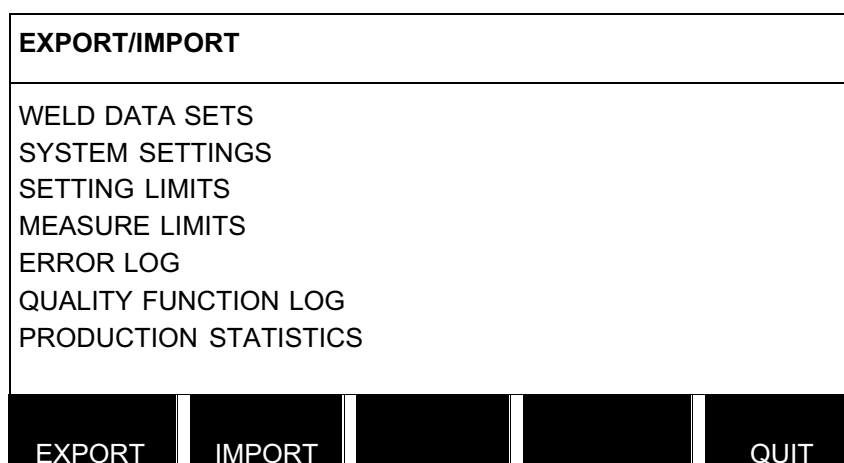 EXPORT/IMPORT
WELD DATA SETS
SYSTEM SETTINGS
SETTING LIMITS
MEASURE LIMITS
ERROR LOG
QUALITY FUNCTION LOG
PRODUCTION STATISTICS
EXPORT IMPORT QUIT